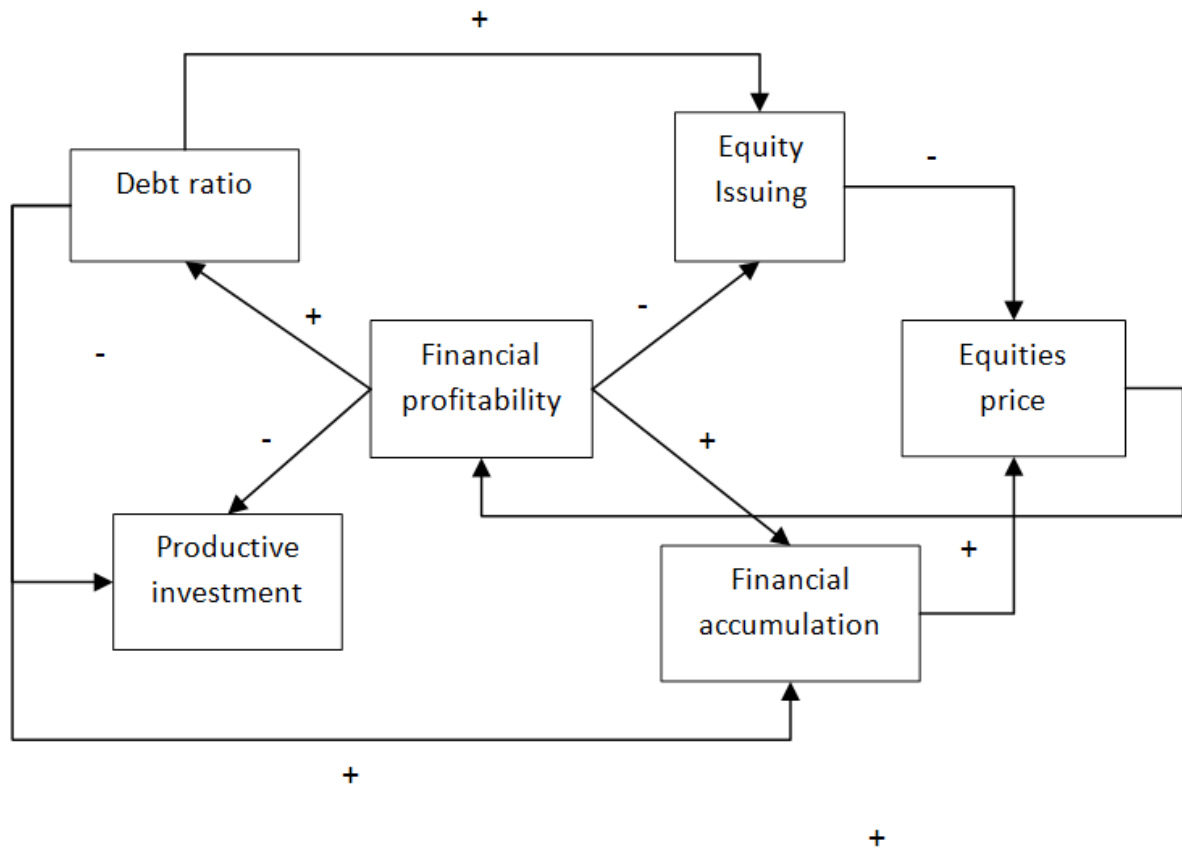 +
Equity
Issuing
-
Debt ratio
+
-
-
Financial
profitability
Equities
price
-
+
Productive
investment
+
Financial
accumulation
+
+